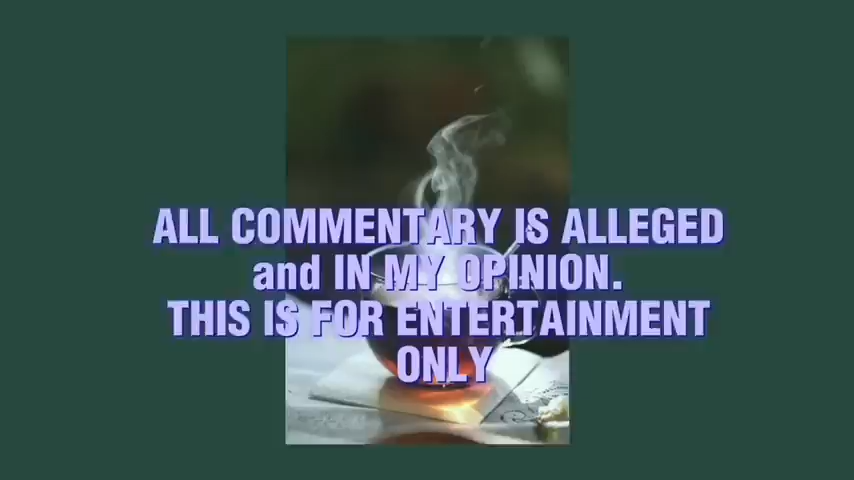 ALL COMMENTARY IS ALLEGED
and IN MY OPINION.
THIS IS FOR ENTERTAINMENT
ONLY